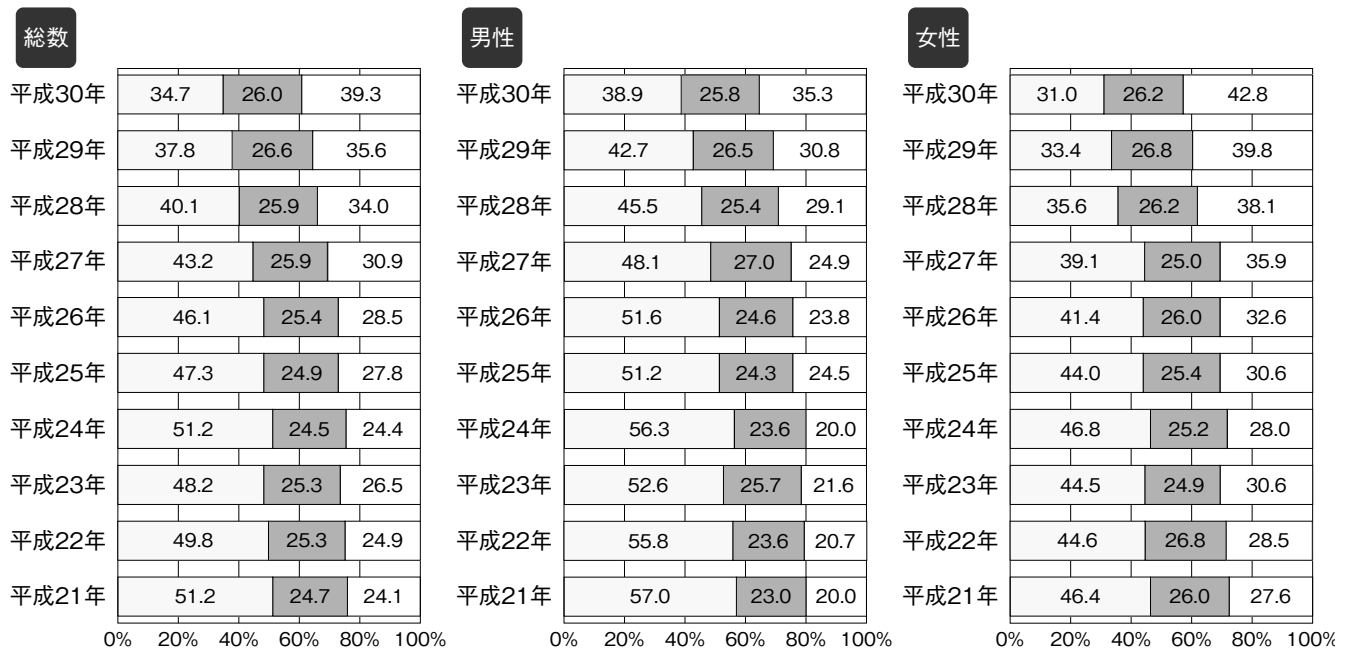 総数
平成30年 34.7 26.0 39.3
平成29年 37.8 26.6 35.6
平成28年 40.1 25.9 34.0
平成27年 43.2 25.9 30.9
平成26年 46.1 25.4 28.5
平成25年 47.3 24.9 27.8
平成24年 51.2 24.5 24.4
平成23年 48.2 25.3 26.5
平成22年 49.8 25.3 24.9
平成21年 51.2 24.7 24.1
0% 20% 40% 60% 80% 100%
男性
平成30年 38.9 25.8 35.3
平成29年 42.7 26.5 30.8
平成28年 45.5 25.4 29.1
平成27年 48.1 27.0 24.9
平成26年 51.6 24.6 23.8
平成25年 51.2 24.3 24.5
平成24年 56.3 23.6 20.0
平成23年 52.6 25.7 21.6
平成22年 55.8 23.6 20.7
平成21年 57.0 23.0 20.0
0% 20% 40% 60% 80% 100%
女性
平成30年 31.0 26.2 42.8
平成29年 33.4 26.8 39.8
平成28年 35.6 26.2 38.1
平成27年 39.1 25.0 35.9
平成26年 41.4 26.0 32.6
平成25年 44.0 25.4 30.6
平成24年 46.8 25.2 28.0
平成23年 44.5 24.9 30.6
平成22年 44.6 26.8 28.5
平成21年 46.4 26.0 27.6
0% 20% 40% 60% 80% 100%